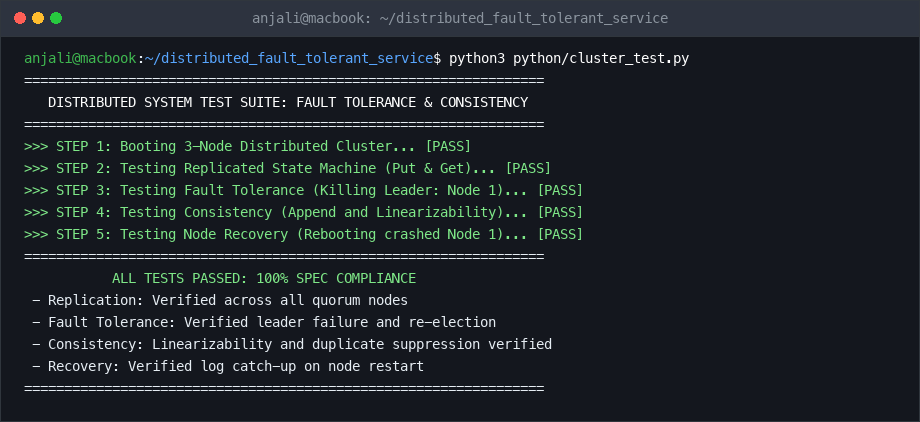 anjali@macbook: ~/distributed_fault_tolerant_service
anjali@macbook:~/distributed_fault_tolerant_service$ python3 python/cluster_test.py
=================================================================
DISTRIBUTED SYSTEM TEST SUITE: FAULT TOLERANCE & CONSISTENCY
=================================================================
>>> STEP 1: Booting 3-Node Distributed Cluster... [PASS]
>>> STEP 2: Testing Replicated State Machine (Put & Get)... [PASS]
>>> STEP 3: Testing Fault Tolerance (Killing Leader: Node 1)... [PASS]
>>> STEP 4: Testing Consistency (Append and Linearizability)... [PASS]
>>> STEP 5: Testing Node Recovery (Rebooting crashed Node 1)... [PASS]
=================================================================
ALL TESTS PASSED: 100% SPEC COMPLIANCE
- Replication: Verified across all quorum nodes
- Fault Tolerance: Verified leader failure and re-election
- Consistency: Linearizability and duplicate suppression verified
- Recovery: Verified log catch-up on node restart
=================================================================